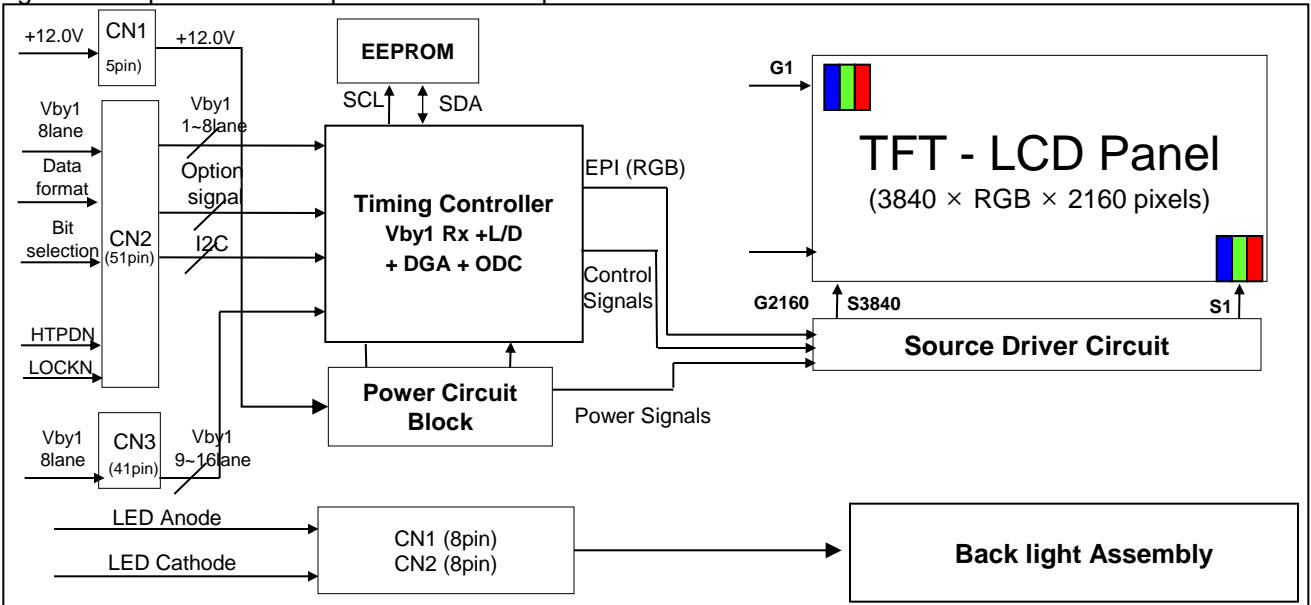 +12.0V
CN1
5pin)
+12.0V
EEPROM
SCL
SDA
Vby1
8lane
Data
format
Bit
selection
HTPDN
LOCKN
CN2
(51pin)
Vby1
1~8lane
Option
signal
I2C
Timing Controller
Vby1 Rx +L/D
+ DGA + ODC
EPI (RGB)
Control
Signals
G1
TFT - LCD Panel
(3840 × RGB × 2160 pixels)
G2160
S3840
S1
Source Driver Circuit
Power Circuit
Block
Power Signals
Vby1
8lane
CN3
(41pin)
Vby1
9~16lane
LED Anode
LED Cathode
CN1 (8pin)
CN2 (8pin)
Back light Assembly